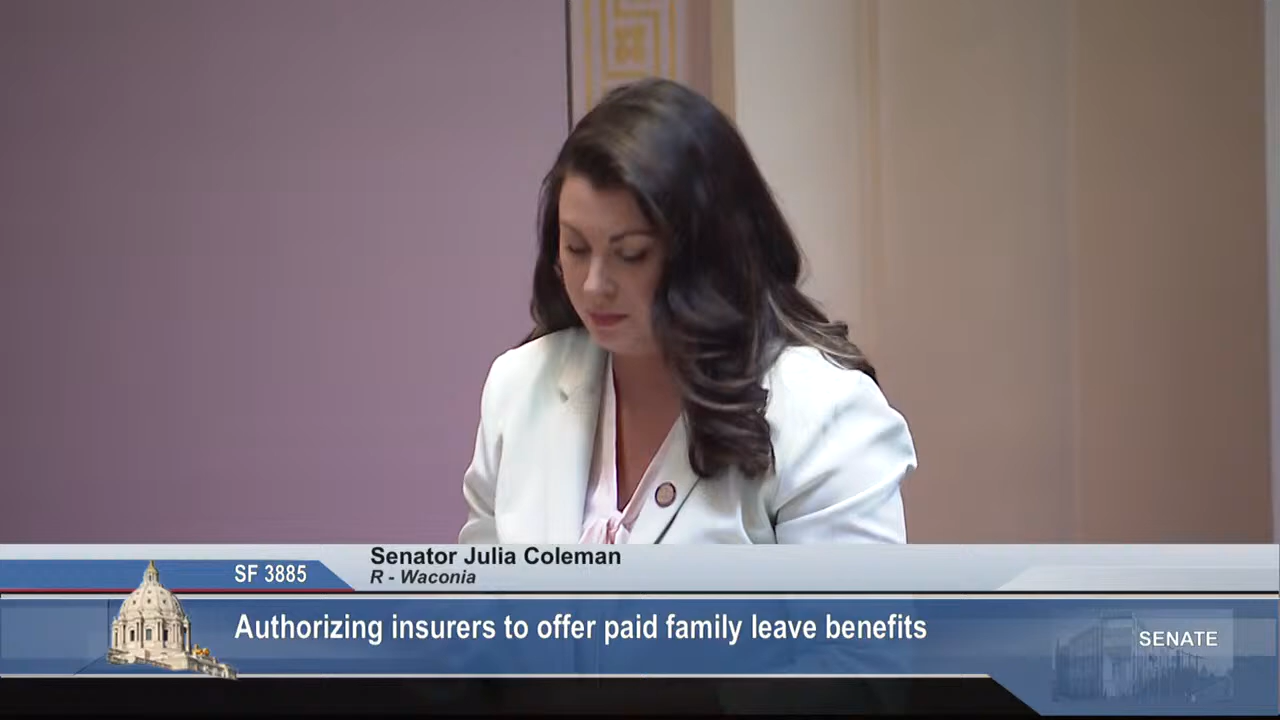 Senator Julia Coleman
SF 3885
R - Waconia
Authorizing insurers to offer paid family leave benefits
SENATE